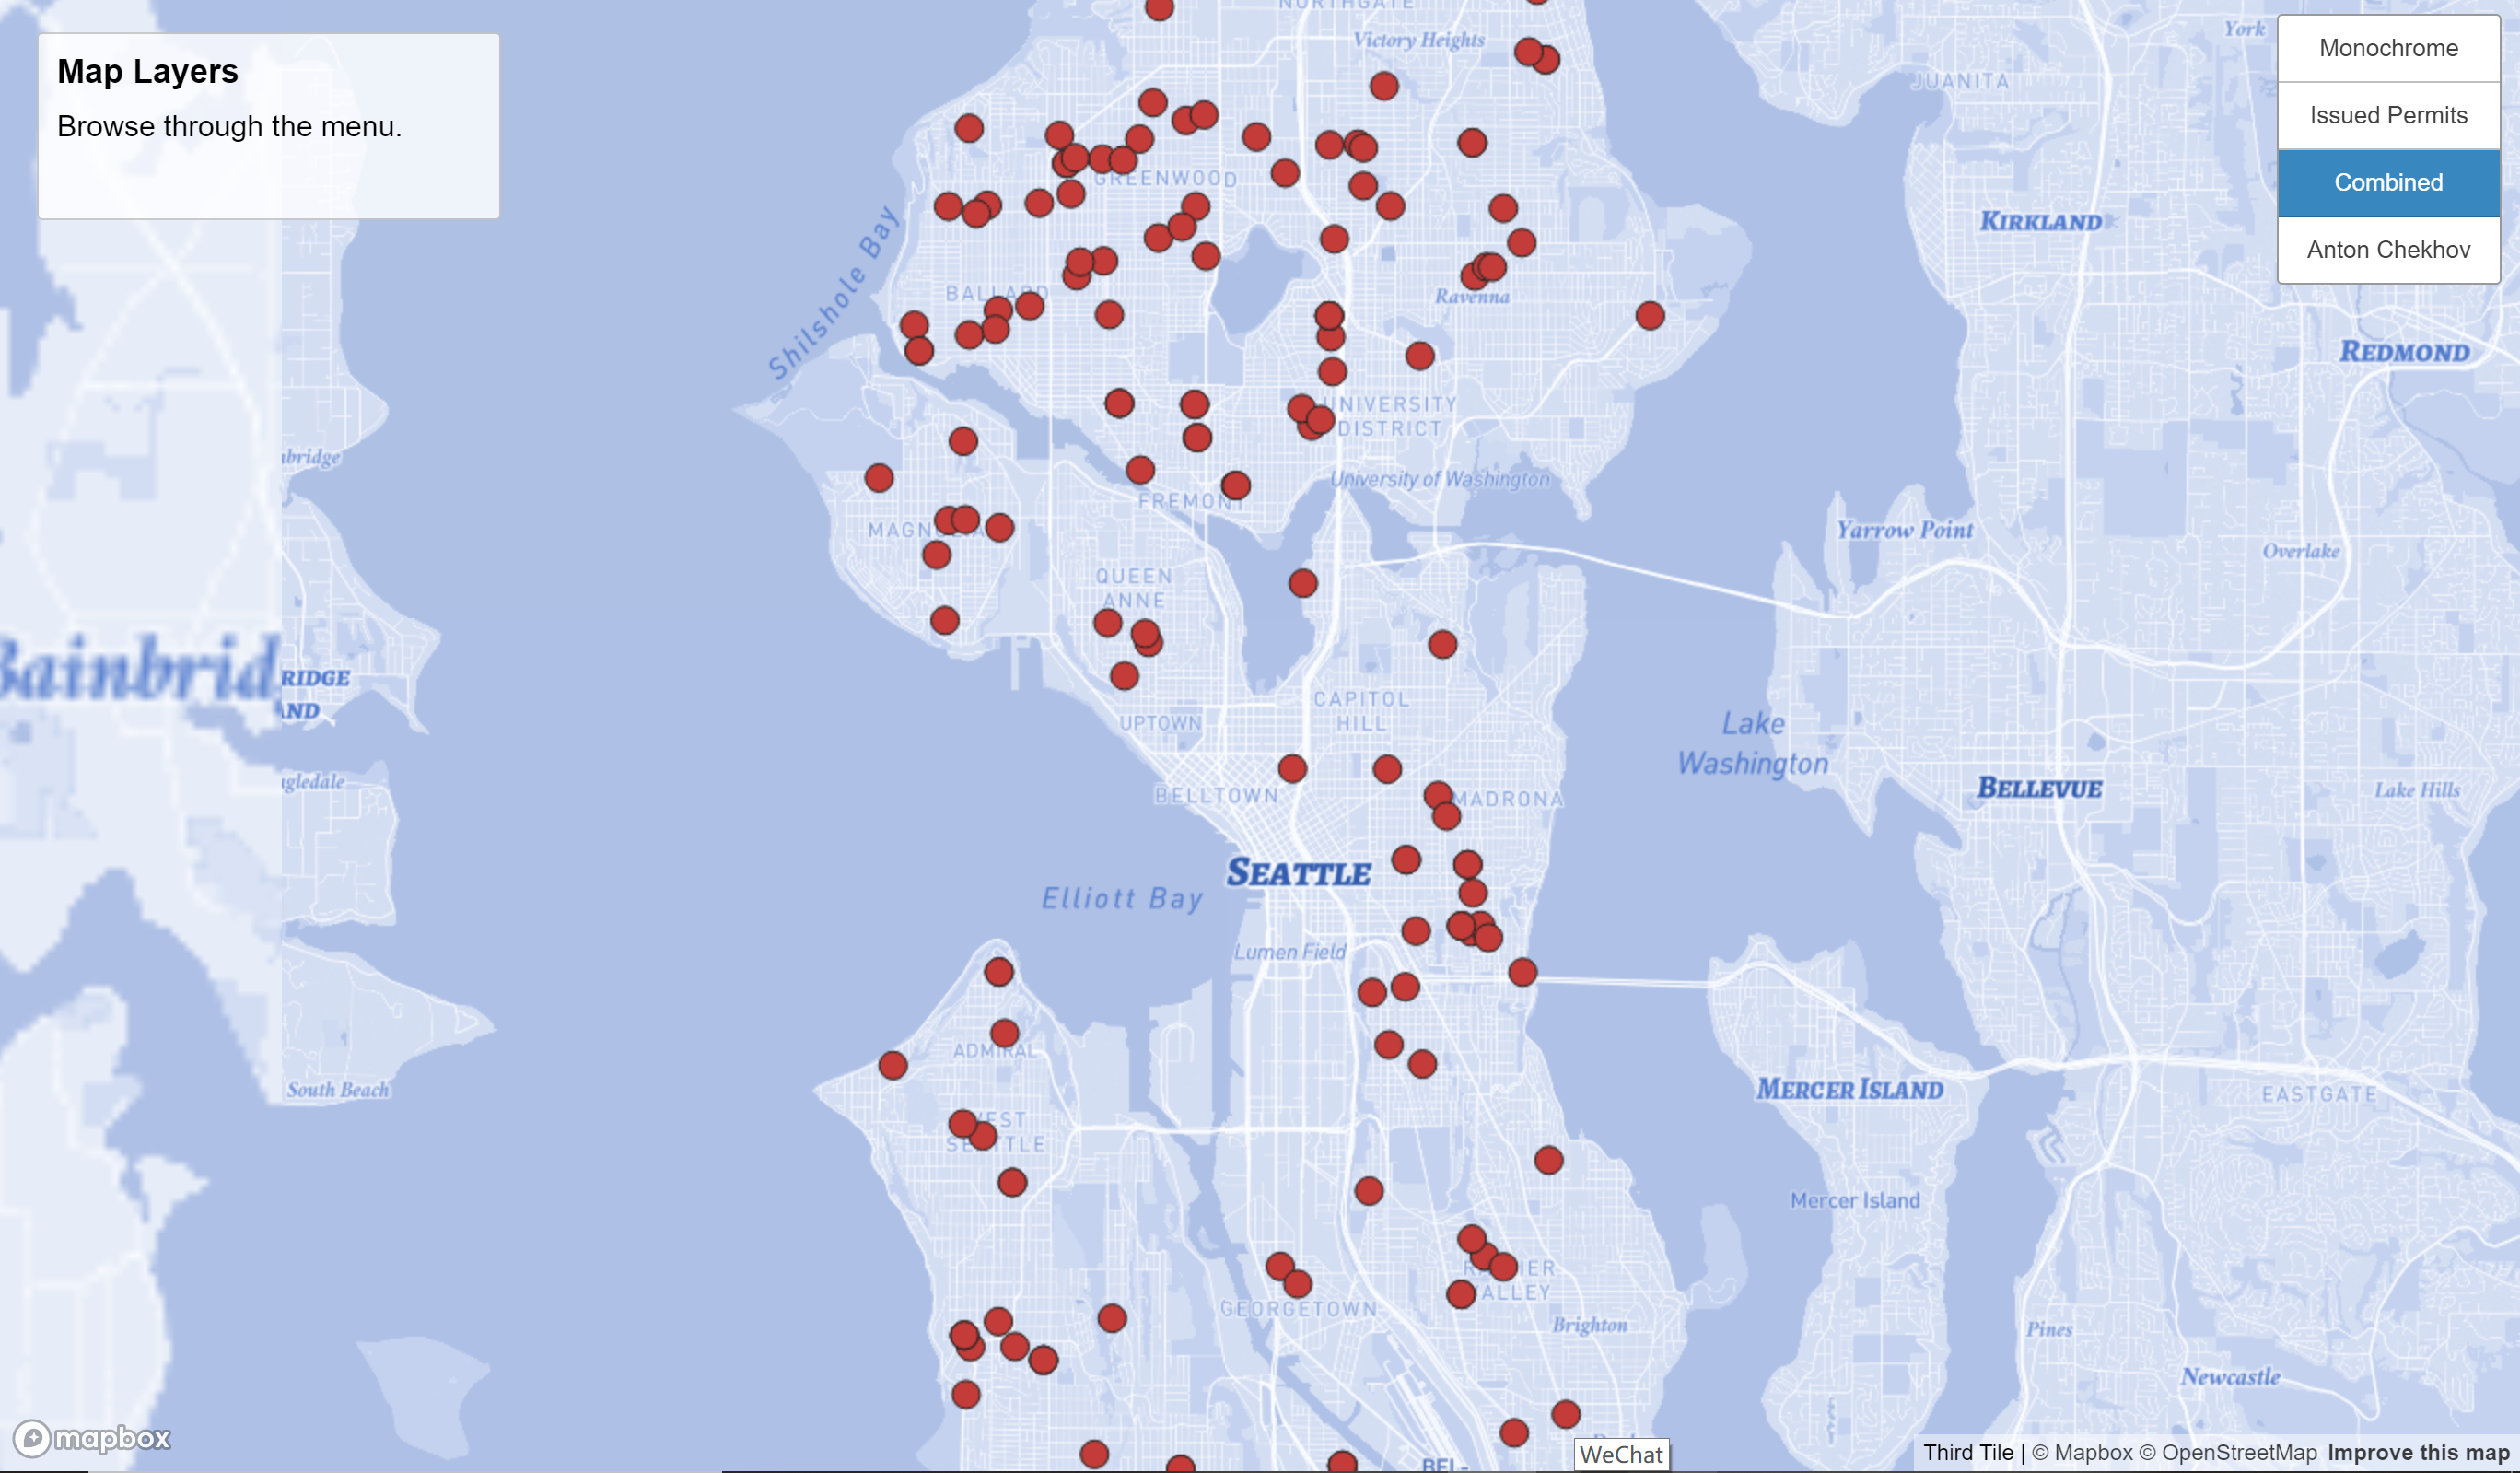 Map Layers
Browse through the menu.
Monochrome
Issued Permits
Combined
Anton Chekhov
NORTHGATE
Victory Heights
York
JUANITA
GREENWOOD
KIRKLAND
Shilshole Bay
BALLARD
Ravenna
REDMOND
UNIVERSITY
DISTRICT
nbridge
University of Washington
FREMONT
MAGNOLIA
Yarrow Point
Overlake
QUEEN
ANNE
Bainbrid
RIDGE
AND
CAPITOL
HILL
UPTOWN
Lake
Washington
gledale
BELLTOWN
MADRONA
BELLEVUE
Lake Hills
SEATTLE
Elliott Bay
Lumen Field
ADMIRAL
South Beach
MERCER ISLAND
EASTGATE
WEST
SEATTLE
Mercer Island
RAINIER
VALLEY
GEORGETOWN
Brighton
Pines
Newcastle
mapbox
WeChat
BEL-
Third Tile | © Mapbox © OpenStreetMap Improve this map